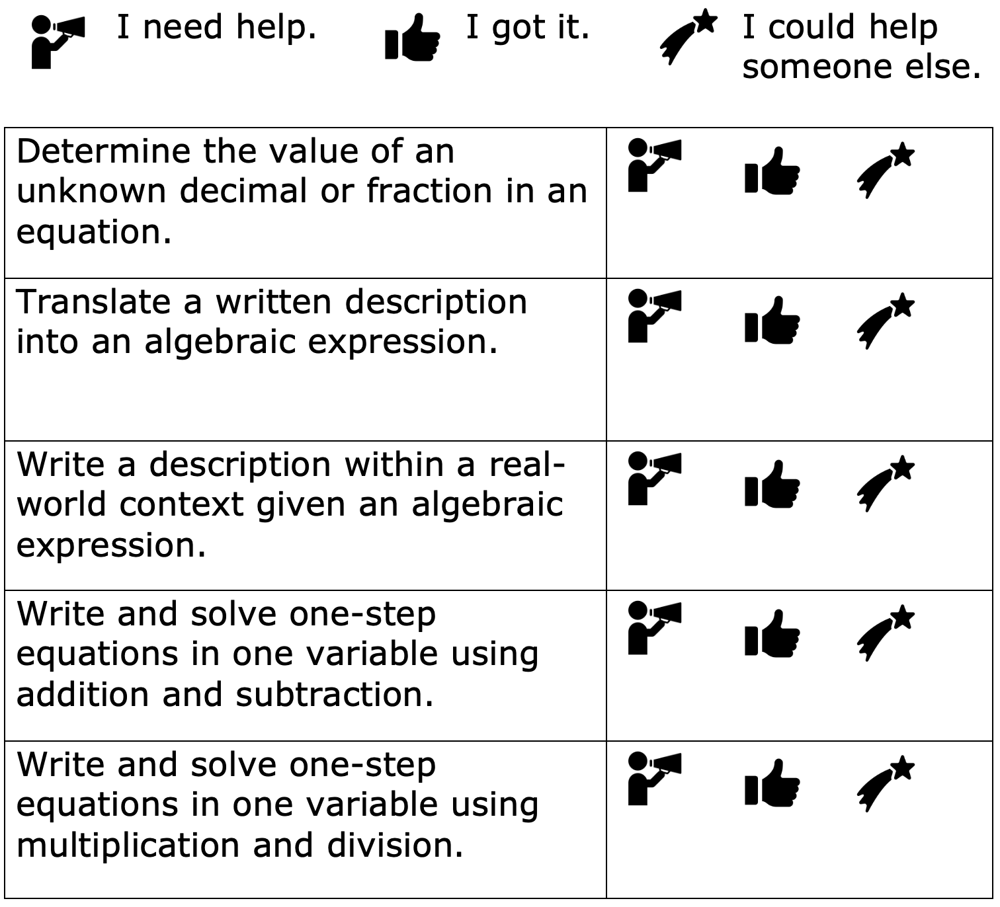 I need help.
I got it.
I could help
someone else.
Determine the value of an
unknown decimal or fraction in an
equation.
Translate a written description
into an algebraic expression.
Write a description within a real-
world context given an algebraic
expression.
Write and solve one-step
equations in one variable using
addition and subtraction.
Write and solve one-step
equations in one variable using
multiplication and division.